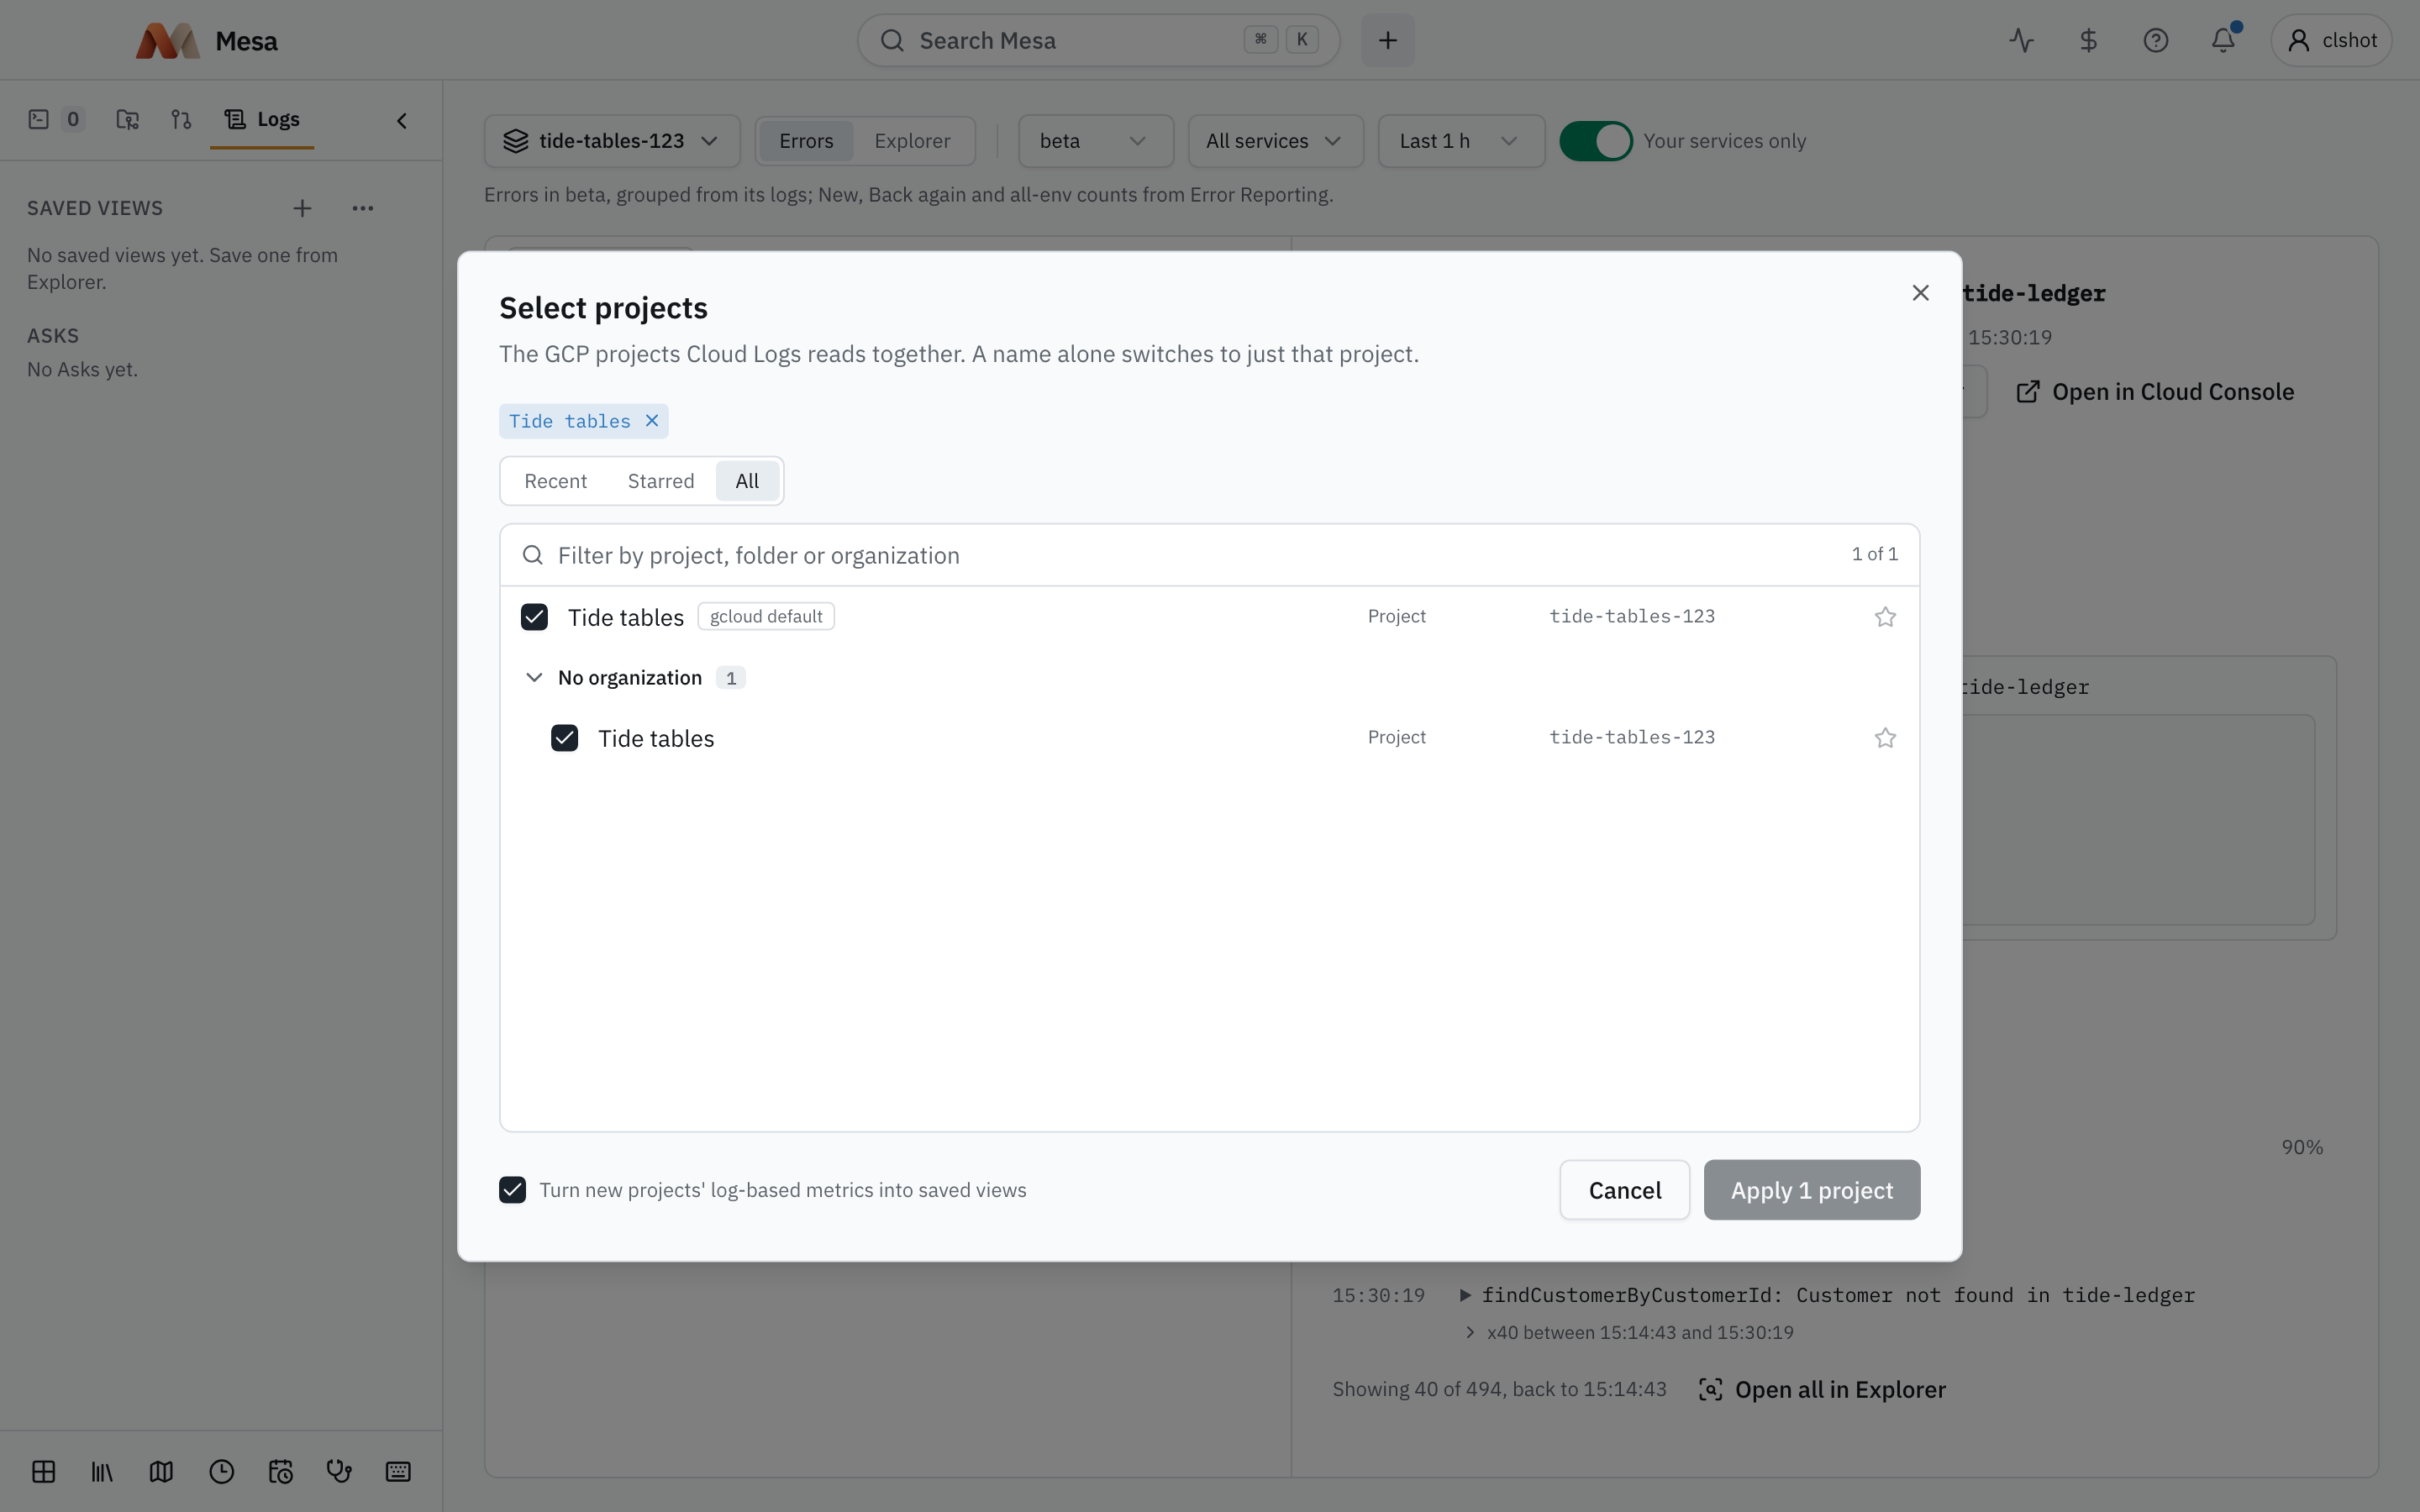 Mesa
Search Mesa ⌘ K
clshot
0
Logs
tide-tables-123
Errors
Explorer
beta
All services
Last 1 h
Your services only
Errors in beta, grouped from its logs; New, Back again and all-env counts from Error Reporting.
SAVED VIEWS
No saved views yet. Save one from
Explorer.
ASKS
No Asks yet.
Select projects
The GCP projects Cloud Logs reads together. A name alone switches to just that project.
Tide tables
Recent
Starred
All
Filter by project, folder or organization
1 of 1
Tide tables gcloud default Project tide-tables-123
No organization 1
Tide tables Project tide-tables-123
Turn new projects' log-based metrics into saved views
Cancel
Apply 1 project
tide-ledger
15:30:19
Open in Cloud Console
tide-ledger
90%
15:30:19 findCustomerByCustomerId: Customer not found in tide-ledger
x40 between 15:14:43 and 15:30:19
Showing 40 of 494, back to 15:14:43
Open all in Explorer